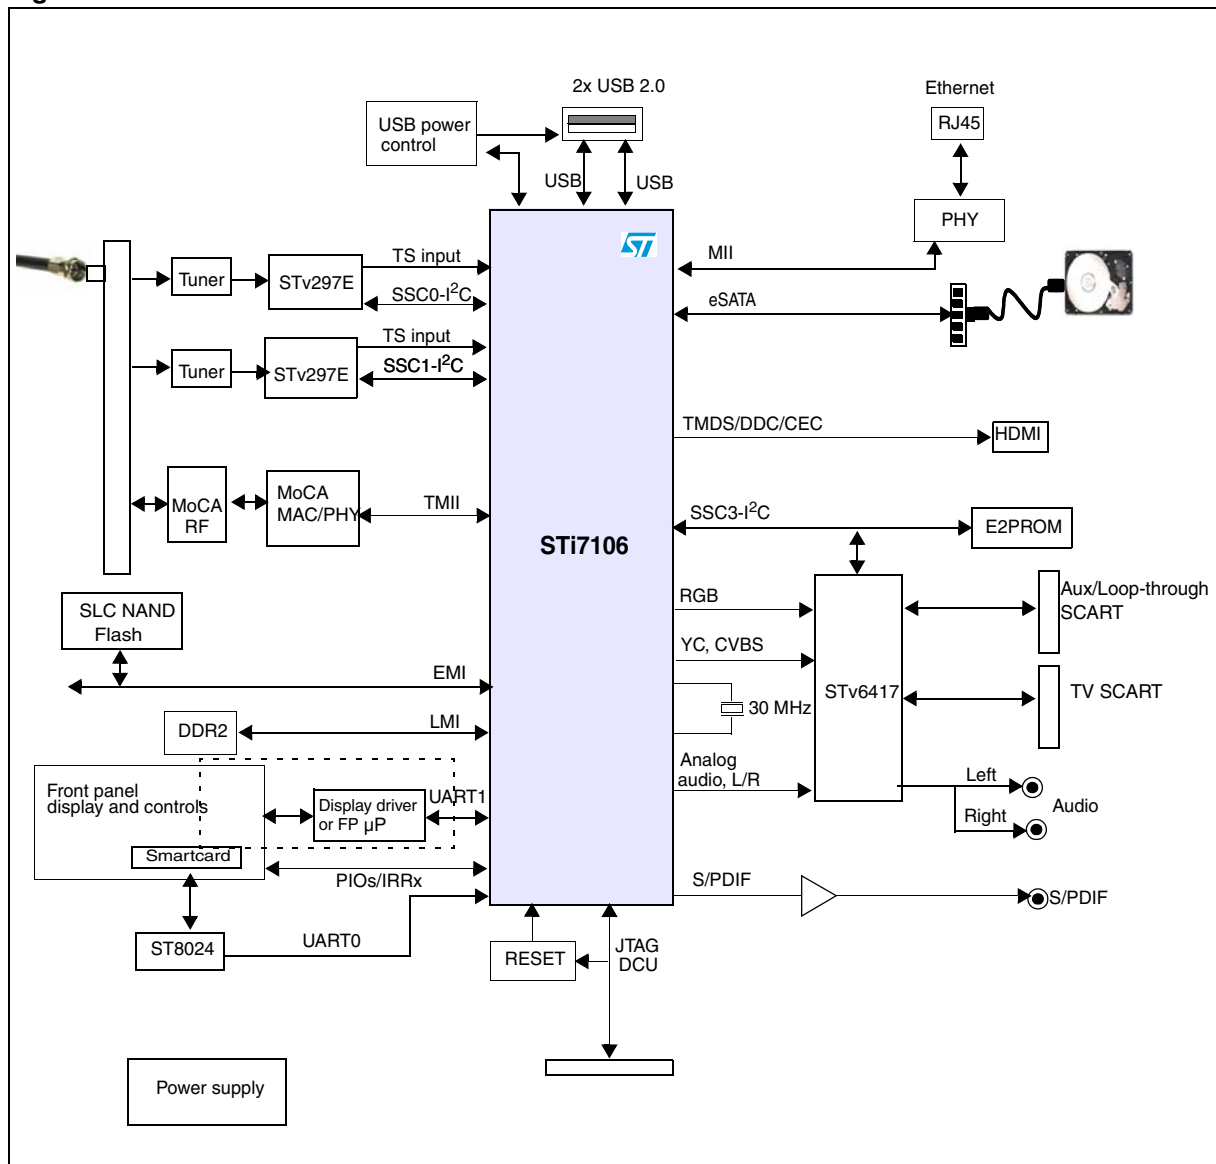 2x USB 2.0
Ethernet
USB power
control
RJ45
USB
USB
PHY
ST
MII
TS input
Tuner
STv297E
SSC0-I²C
eSATA
TS input
SSC1-I²C
Tuner
STv297E
TMDS/DDC/CEC
HDMI
MoCA
RF
MoCA
MAC/PHY
TMII
SSC3-I²C
E2PROM
STi7106
SLC NAND
Flash
RGB
Aux/Loop-through
SCART
YC, CVBS
EMI
STv6417
TV SCART
30 MHz
DDR2
LMI
Analog
audio, L/R
Left
Right
Audio
Front panel
display and controls
Display driver
or FP µP
UART1
Smartcard
PIOs/IRRx
S/PDIF
S/PDIF
ST8024
UART0
RESET
JTAG
DCU
Power supply